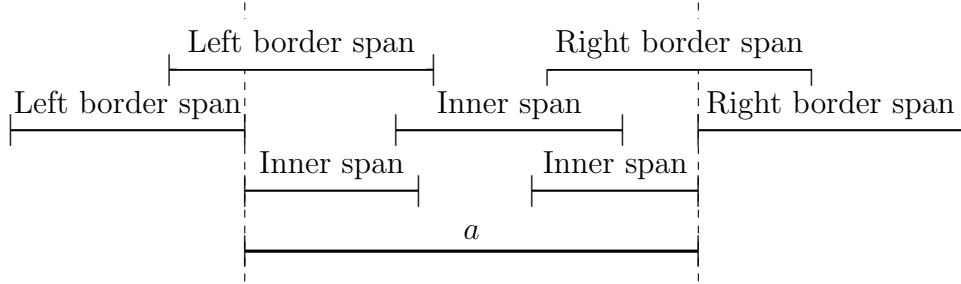 Left border span Right border span
Left border span Inner span Right border span
Inner span Inner span
a